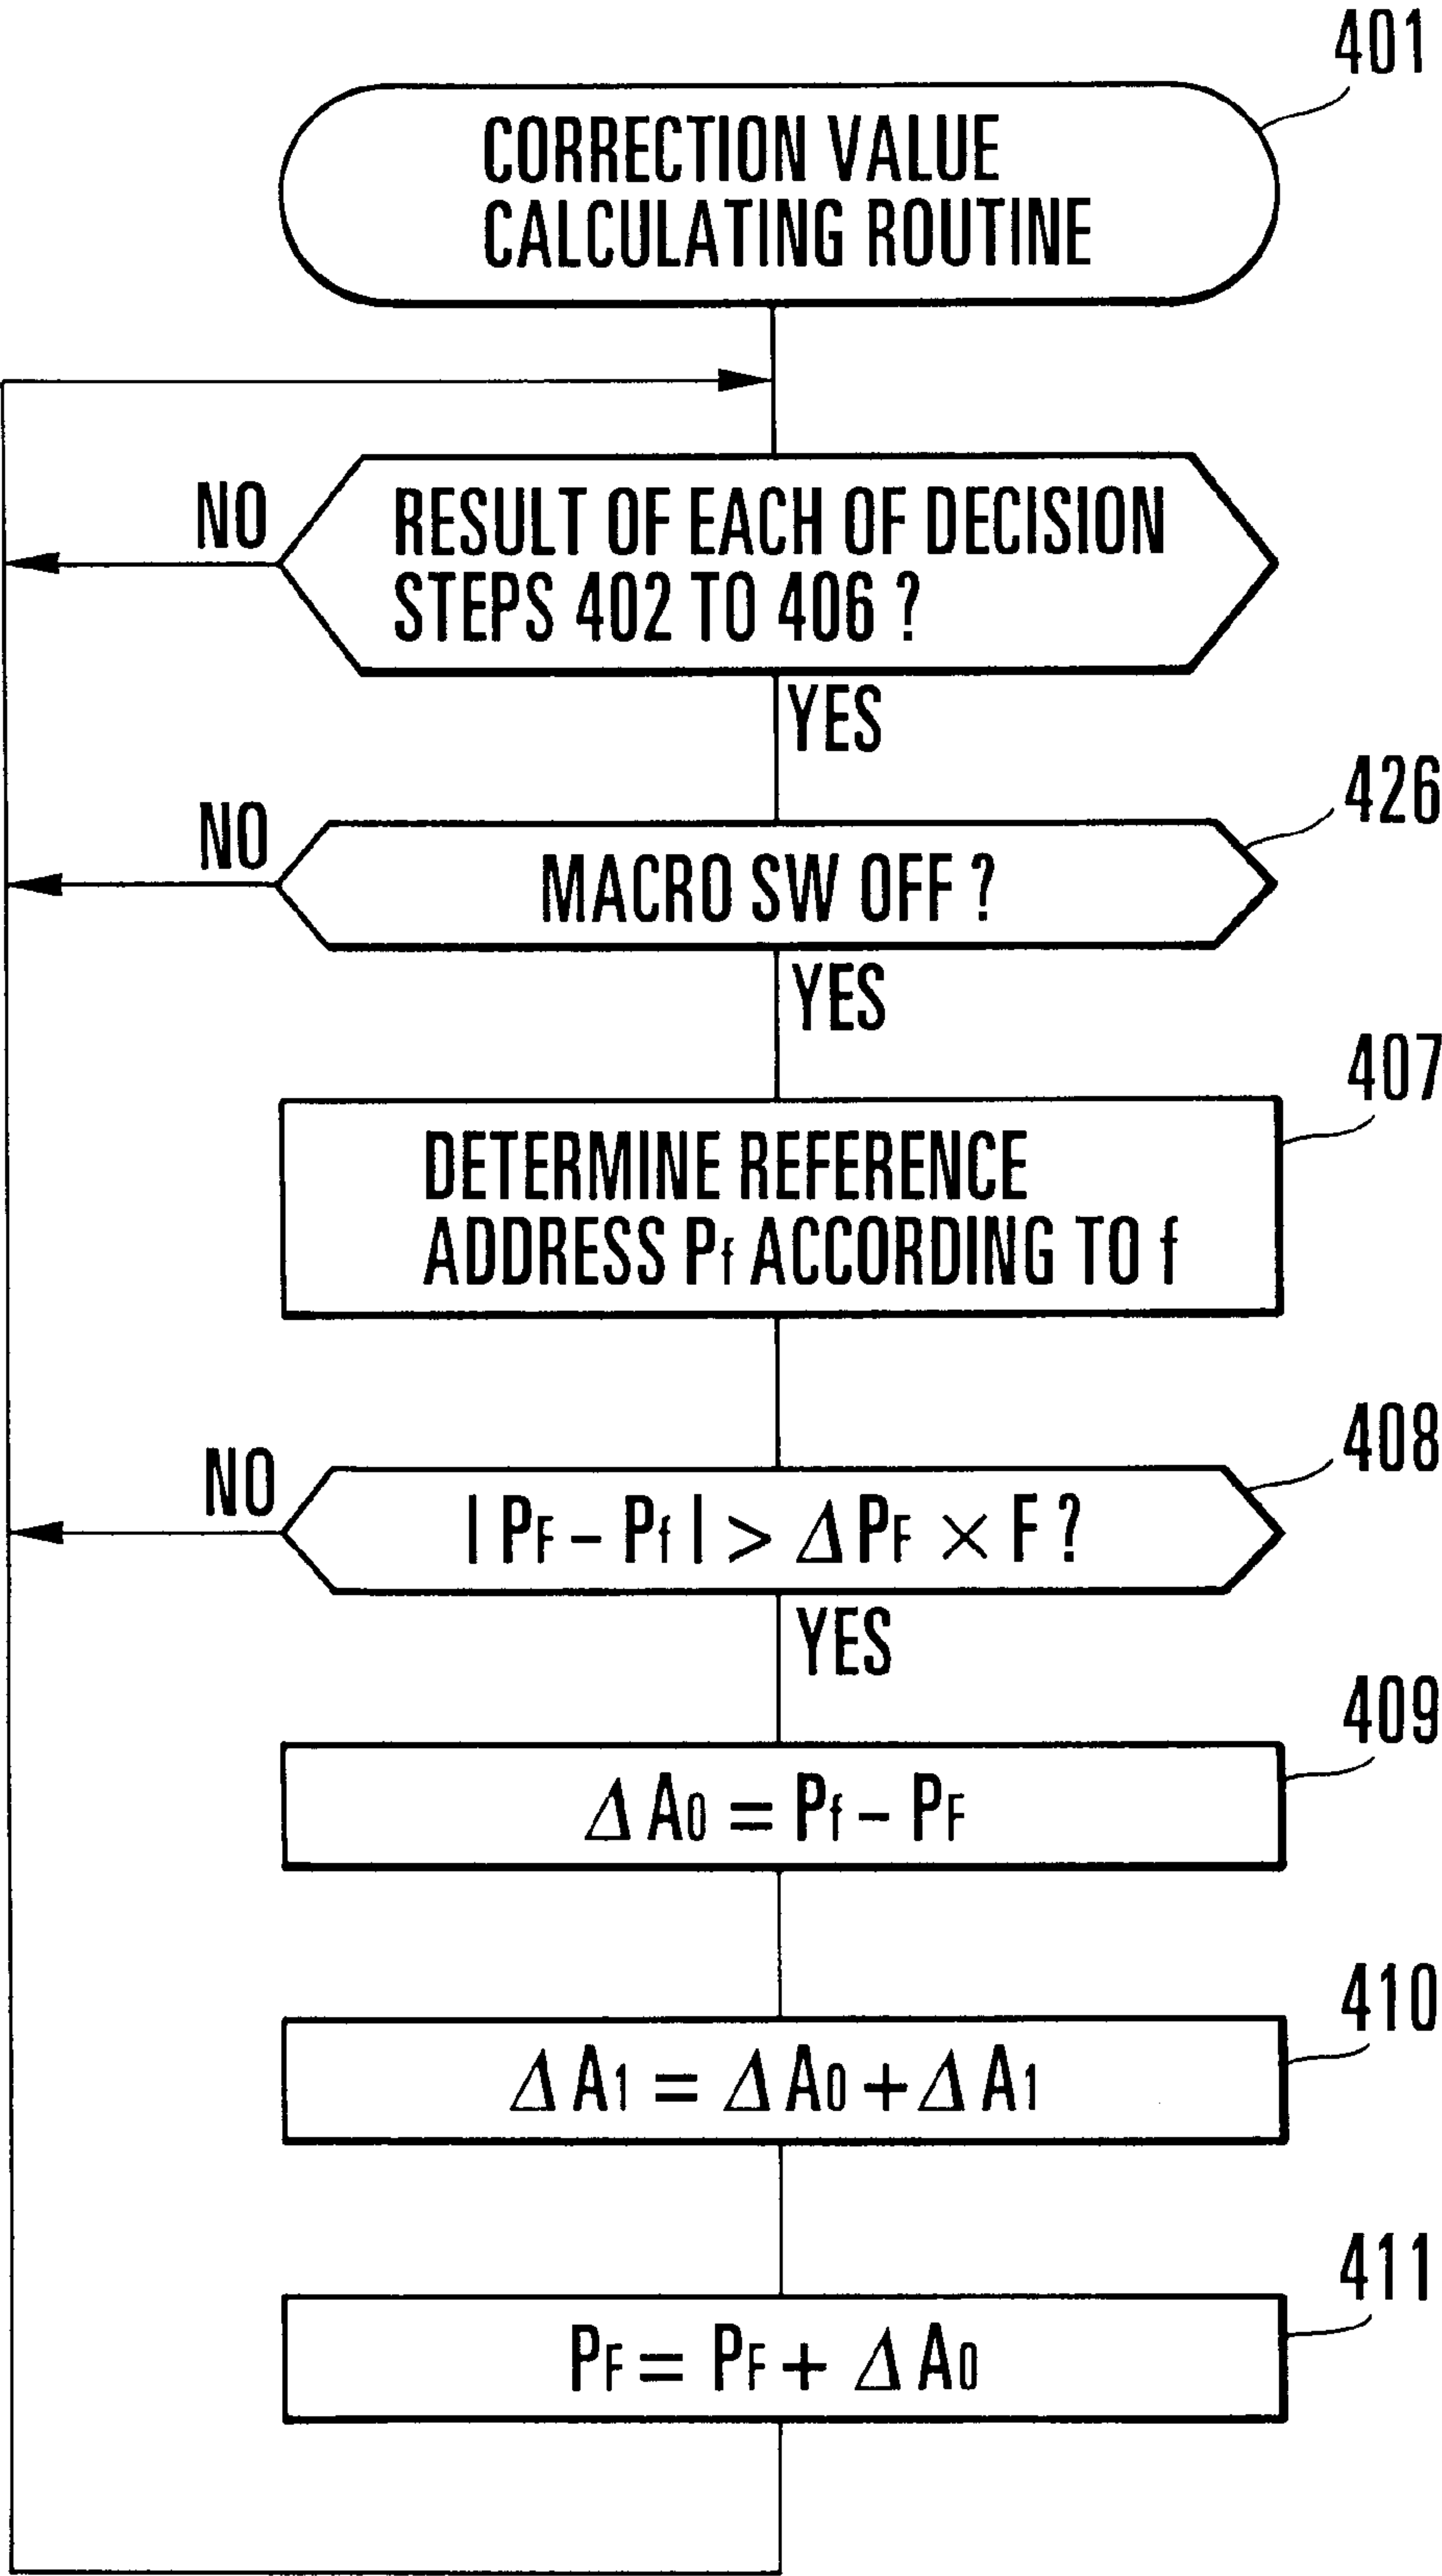 401
CORRECTION VALUE
CALCULATING ROUTINE
NO
RESULT OF EACH OF DECISION
STEPS 402 TO 406 ?
YES
426
NO
MACRO SW OFF ?
YES
407
DETERMINE REFERENCE
ADDRESS Pf ACCORDING TO f
408
NO
| PF – Pf | > ΔPF × F ?
YES
409
ΔA0 = Pf – PF
410
ΔA1 = ΔA0 + ΔA1
411
PF = PF + ΔA0